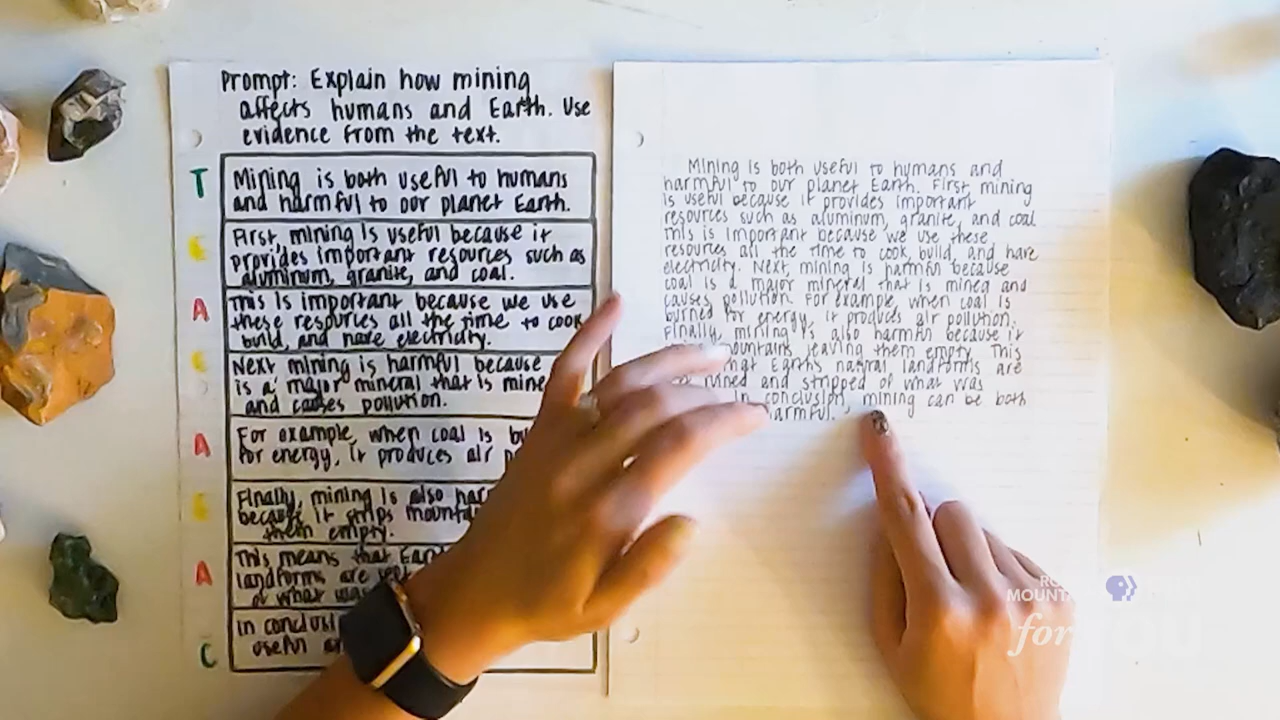 Prompt: Explain how mining
affects humans and Earth. Use
evidence from the text.
T
Mining is both useful to humans
and harmful to our planet Earth.
E
First, mining is useful because it
provides important resources such as
aluminum, granite, and coal.
A
This is important because we use
these resources all the time to cook
build, and have electricity.
E
Next mining is harmful because
is a major mineral that is mine
and causes pollution.
A
For example, when coal is bu
for energy, it produces air
E
Finally, mining is also har
because it strips mounta
them empty.
A
This means that Eart
landforms are
of what was
C
In conclu
useful
Mining is both useful to humans and
harmful to our planet Earth. First, mining
is useful because it provides important
resources such as aluminum, granite, and coal
This is important because we use these
resources all the time to cook, build, and have
electricity. Next, mining is harmful because
coal is a major mineral that is mined and
causes pollution. For example, when coal is
burned for energy, it produces air pollution.
Finally, mining is also harmful because it
mountains leaving them empty. This
that Earth's natural landforms are
ruined and stripped of what was
In conclusion, mining can be both
harmful.
MOUNTA
for